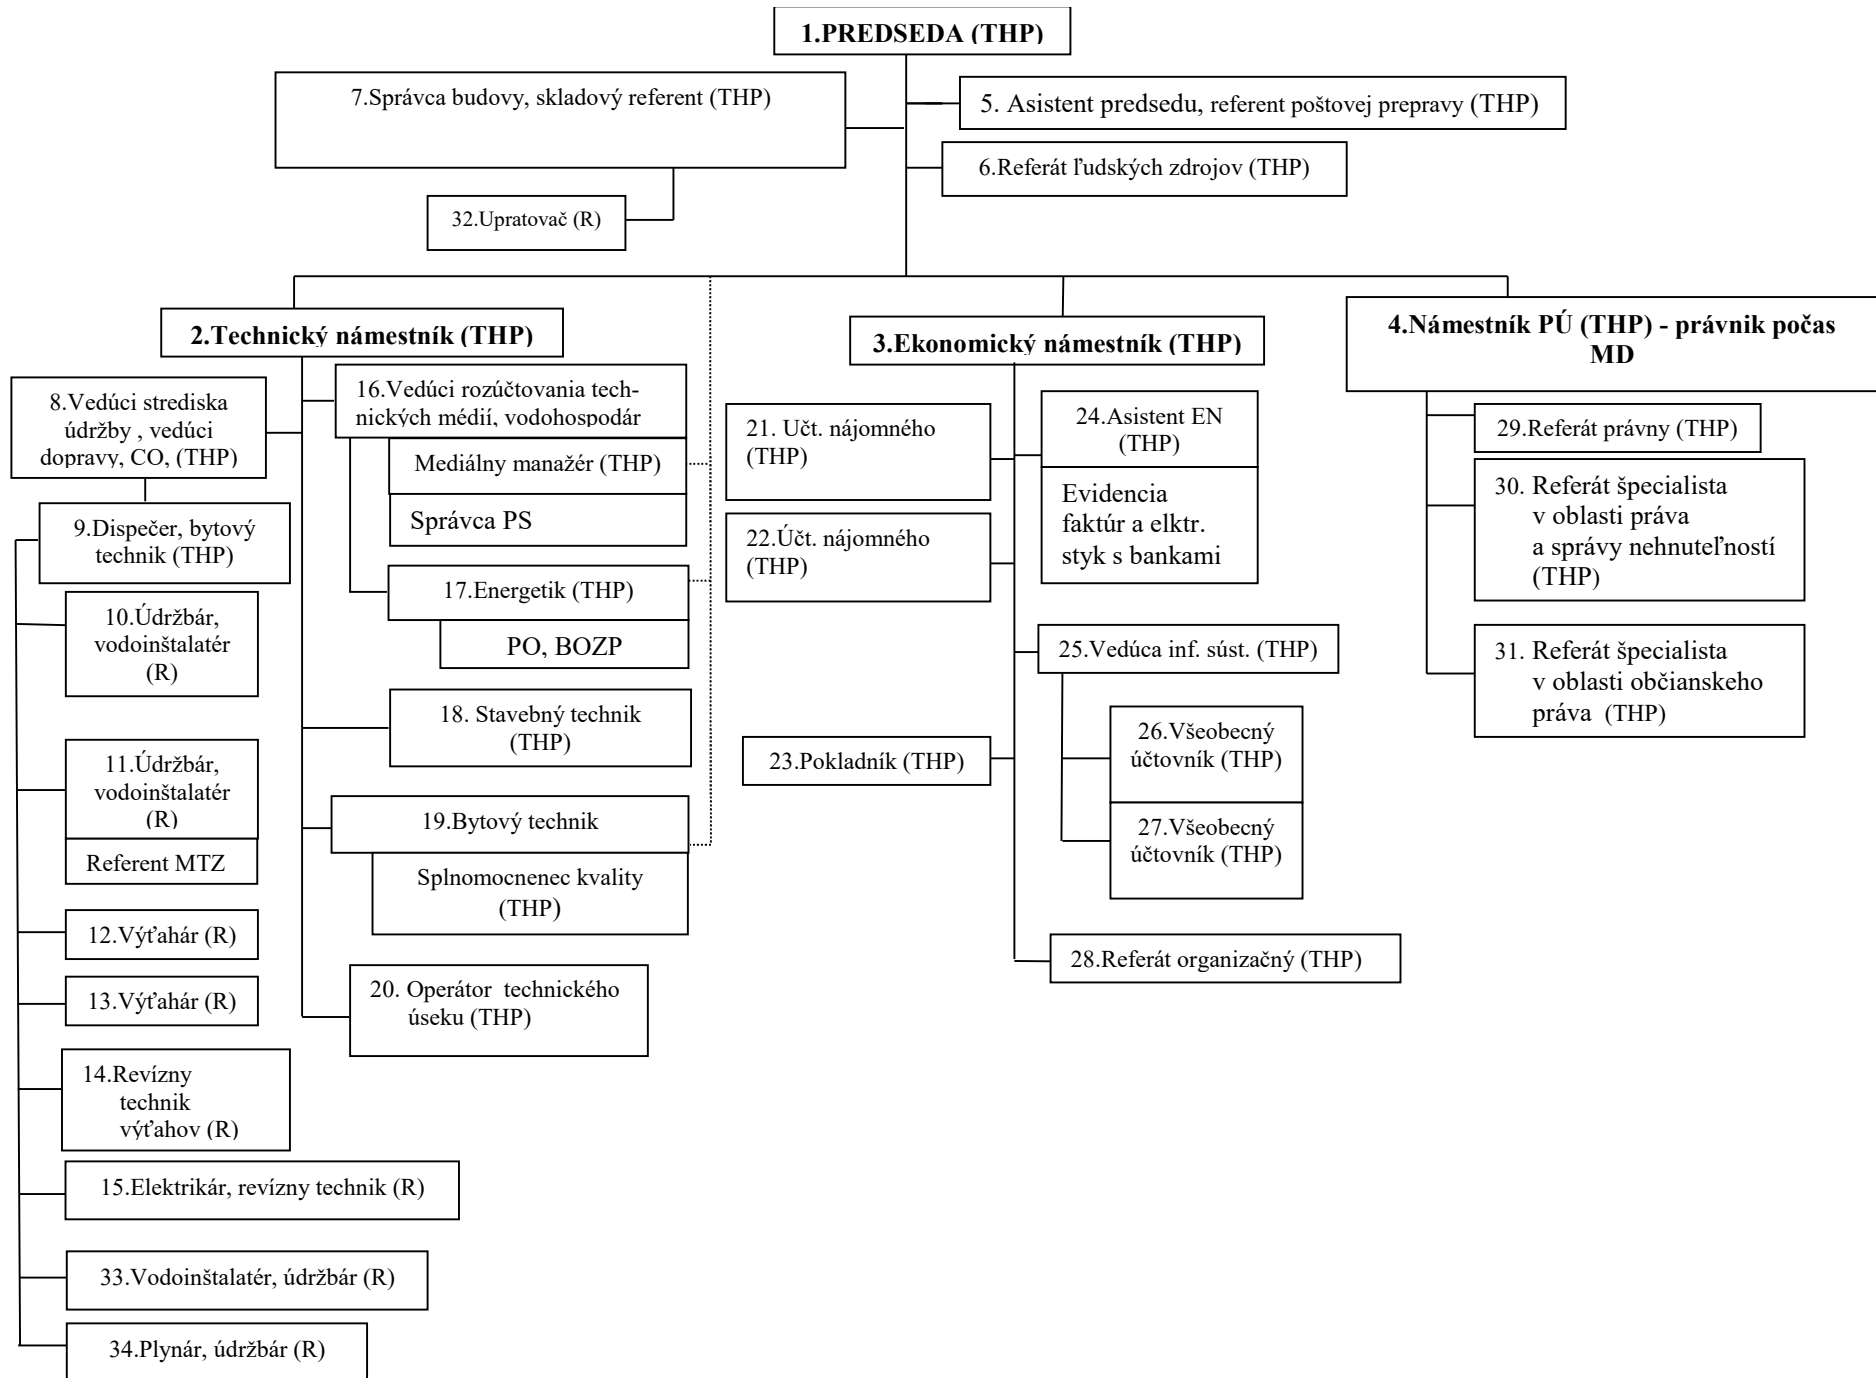 1.PREDSEDA (THP)
7.Správca budovy, skladový referent (THP)
5. Asistent predsedu, referent poštovej prepravy (THP)
6.Referát ľudských zdrojov (THP)
32.Upratovač (R)
2.Technický námestník (THP)
3.Ekonomický námestník (THP)
4.Námestník PÚ (THP) - právnik počas
MD
8.Vedúci strediska
údržby , vedúci
dopravy, CO, (THP)
9.Dispečer, bytový
technik (THP)
10.Údržbár,
vodoinštalatér
(R)
11.Údržbár,
vodoinštalatér
(R)
Referent MTZ
12.Výťahár (R)
13.Výťahár (R)
14.Revízny
technik
výťahov (R)
15.Elektrikár, revízny technik (R)
33.Vodoinštalatér, údržbár (R)
34.Plynár, údržbár (R)
16.Vedúci rozúčtovania tech-
nických médií, vodohospodár
Mediálny manažér (THP)
Správca PS
17.Energetik (THP)
PO, BOZP
18. Stavebný technik
(THP)
19.Bytový technik
Splnomocnenec kvality
(THP)
20. Operátor technického
úseku (THP)
21. Učt. nájomného
(THP)
22.Účt. nájomného
(THP)
23.Pokladník (THP)
24.Asistent EN
(THP)
Evidencia
faktúr a elktr.
styk s bankami
25.Vedúca inf. súst. (THP)
26.Všeobecný
účtovník (THP)
27.Všeobecný
účtovník (THP)
28.Referát organizačný (THP)
29.Referát právny (THP)
30. Referát špecialista
v oblasti práva
a správy nehnuteľností
(THP)
31. Referát špecialista
v oblasti občianskeho
práva (THP)